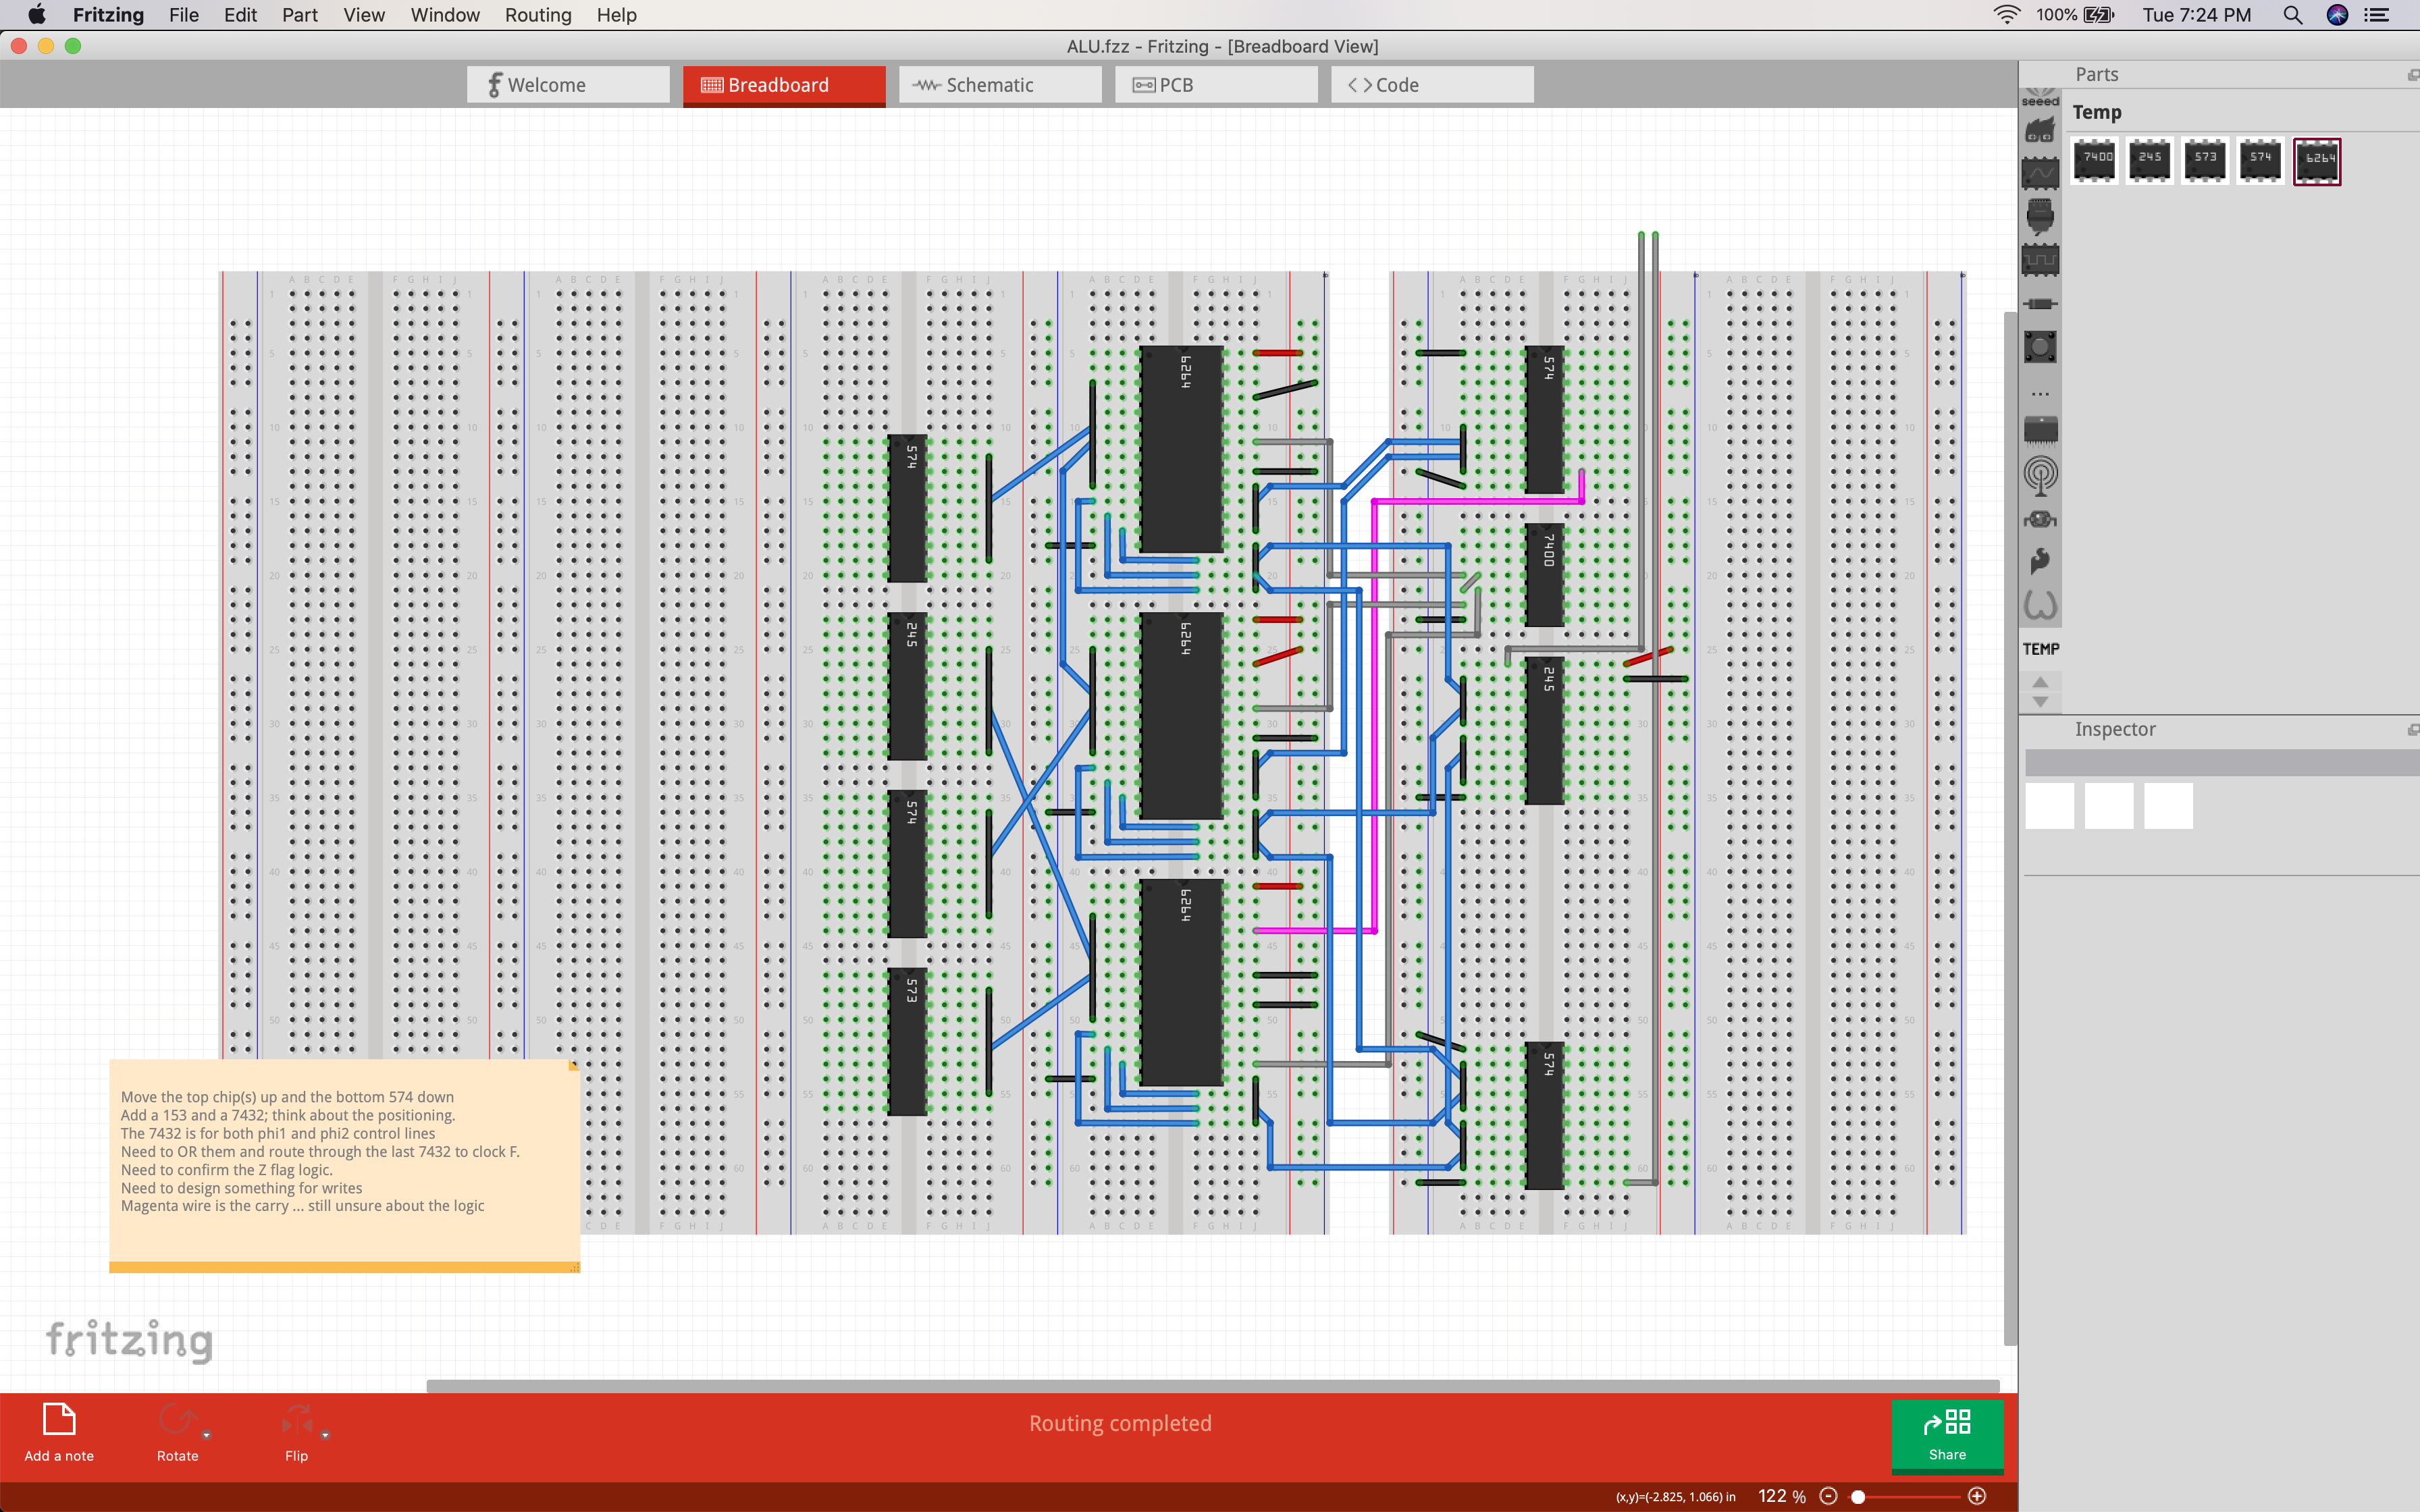 Fritzing File Edit Part View Window Routing Help 100% Tue 7:24 PM
ALU.fzz - Fritzing - [Breadboard View]
Welcome Breadboard Schematic PCB Code
Parts
seeed
Temp
7400 245 573 574 6264
TEMP
Inspector
574
245
574
573
6264
6264
6264
574
7400
245
574
Move the top chip(s) up and the bottom 574 down
Add a 153 and a 7432; think about the positioning.
The 7432 is for both phi1 and phi2 control lines
Need to OR them and route through the last 7432 to clock F.
Need to confirm the Z flag logic.
Need to design something for writes
Magenta wire is the carry ... still unsure about the logic
fritzing
Add a note Rotate Flip Routing completed Share
(x,y)=(-2.825, 1.066) in 122 %